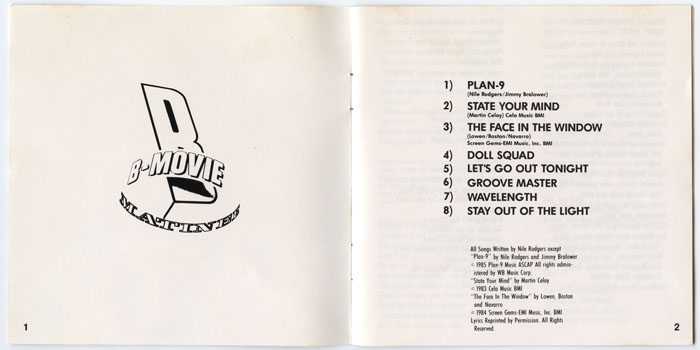 B-MOVIE
MATINEE
1
1) PLAN-9
(Nile Rodgers/Jimmy Bralower)
2) STATE YOUR MIND
(Martin Celay) Cela Music BMI
3) THE FACE IN THE WINDOW
(Lowen/Boston/Navarro)
Screen Gems-EMI Music, Inc. BMI
4) DOLL SQUAD
5) LET'S GO OUT TONIGHT
6) GROOVE MASTER
7) WAVELENGTH
8) STAY OUT OF THE LIGHT
All Songs Written by Nile Rodgers except
"Plan-9" by Nile Rodgers and Jimmy Bralower
© 1985 Plan-9 Music ASCAP All rights admin-
istered by WB Music Corp.
"State Your Mind" by Martin Celay
© 1983 Cela Music BMI
"The Face In The Window" by Lowen, Boston
and Navarro
© 1984 Screen Gems-EMI Music, Inc. BMI
Lyrics Reprinted by Permission. All Rights
Reserved.
2